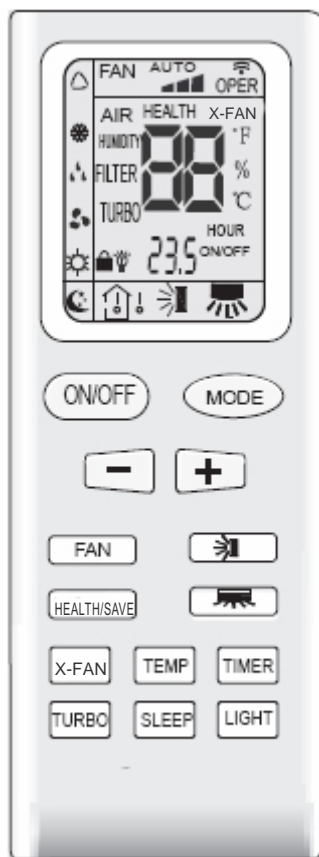 FAN AUTO OPER
AIR HEALTH X-FAN
HUMIDITY 88 °F
FILTER %
TURBO °C
HOUR
23.5 ON/OFF
ON/OFF MODE
- +
FAN
HEALTH/SAVE
X-FAN TEMP TIMER
TURBO SLEEP LIGHT